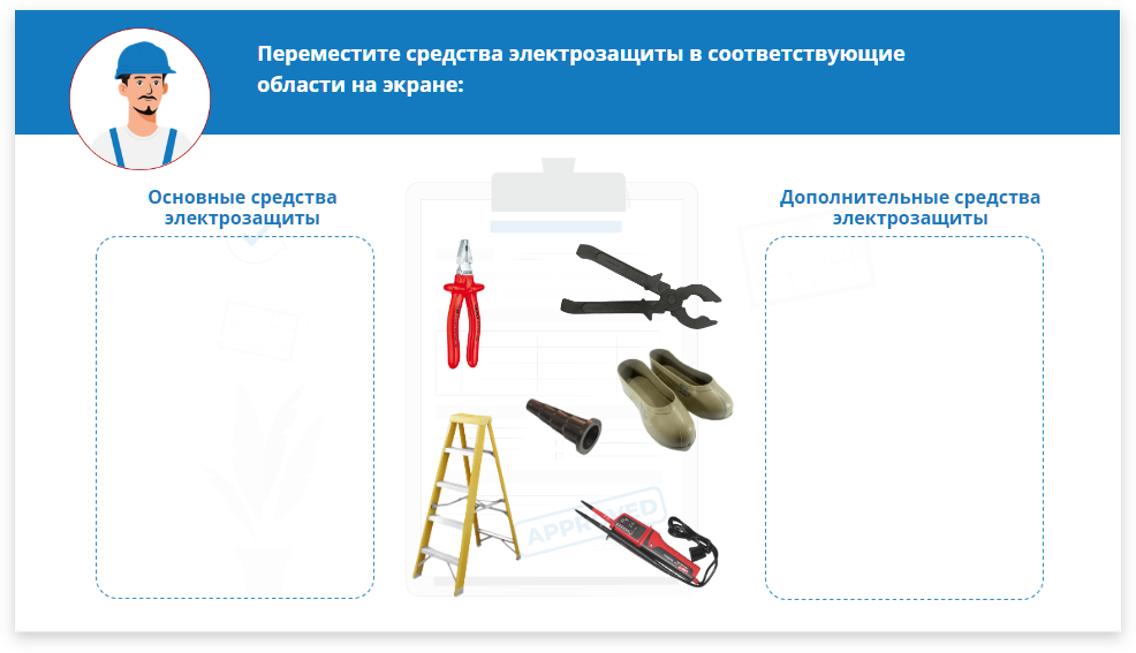 Переместите средства электрозащиты в соответствующие
области на экране:
Основные средства
электрозащиты
Дополнительные средства
электрозащиты
APPROVED